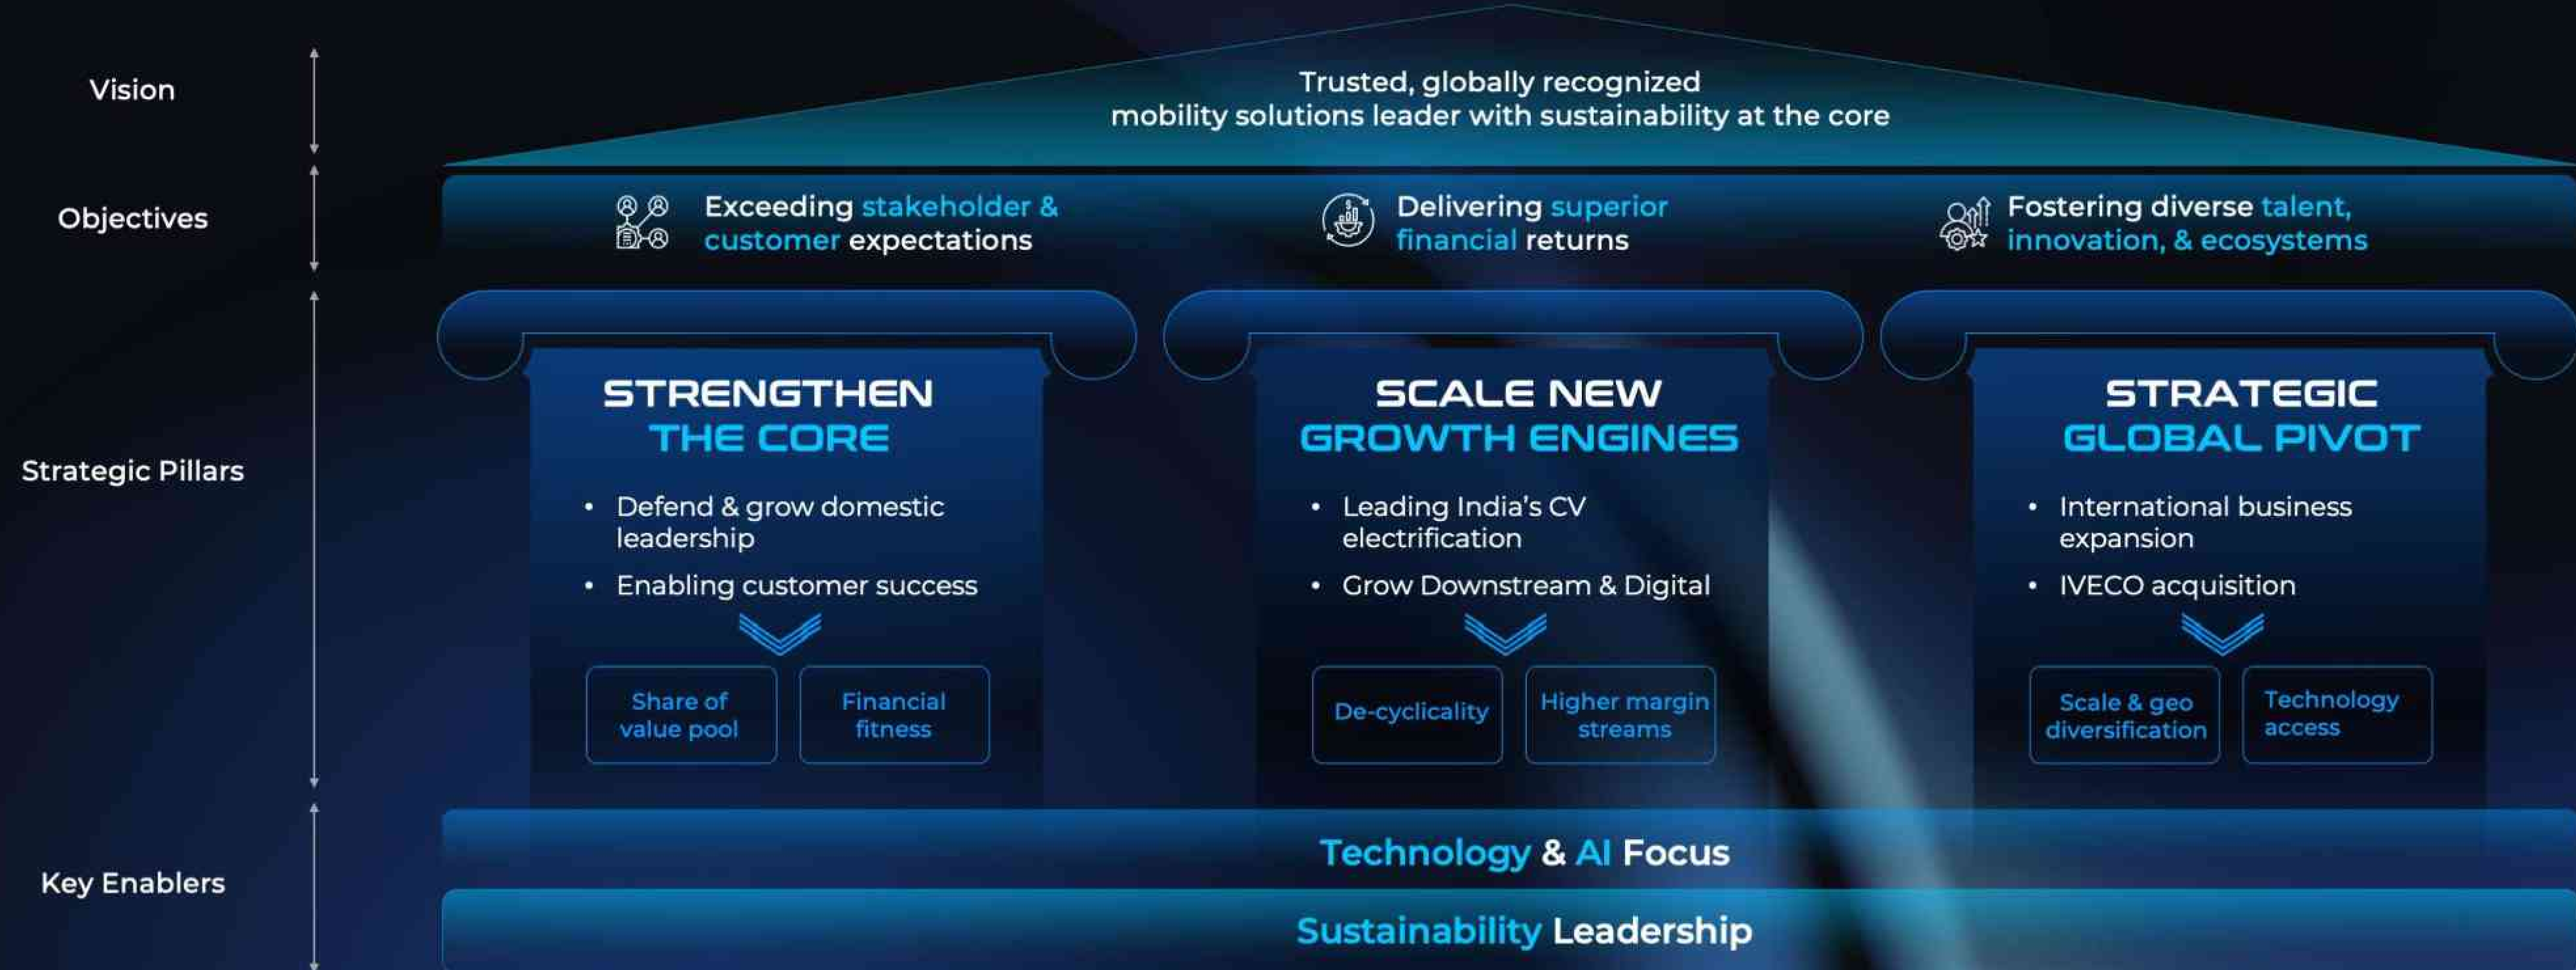 Vision
Trusted, globally recognized
mobility solutions leader with sustainability at the core
Objectives
Exceeding stakeholder &
customer expectations
Delivering superior
financial returns
Fostering diverse talent,
innovation, & ecosystems
Strategic Pillars
STRENGTHEN
THE CORE
• Defend & grow domestic
leadership
• Enabling customer success
Share of
value pool
Financial
fitness
SCALE NEW
GROWTH ENGINES
• Leading India's CV
electrification
• Grow Downstream & Digital
De-cyclicality
Higher margin
streams
STRATEGIC
GLOBAL PIVOT
• International business
expansion
• IVECO acquisition
Scale & geo
diversification
Technology
access
Key Enablers
Technology & AI Focus
Sustainability Leadership